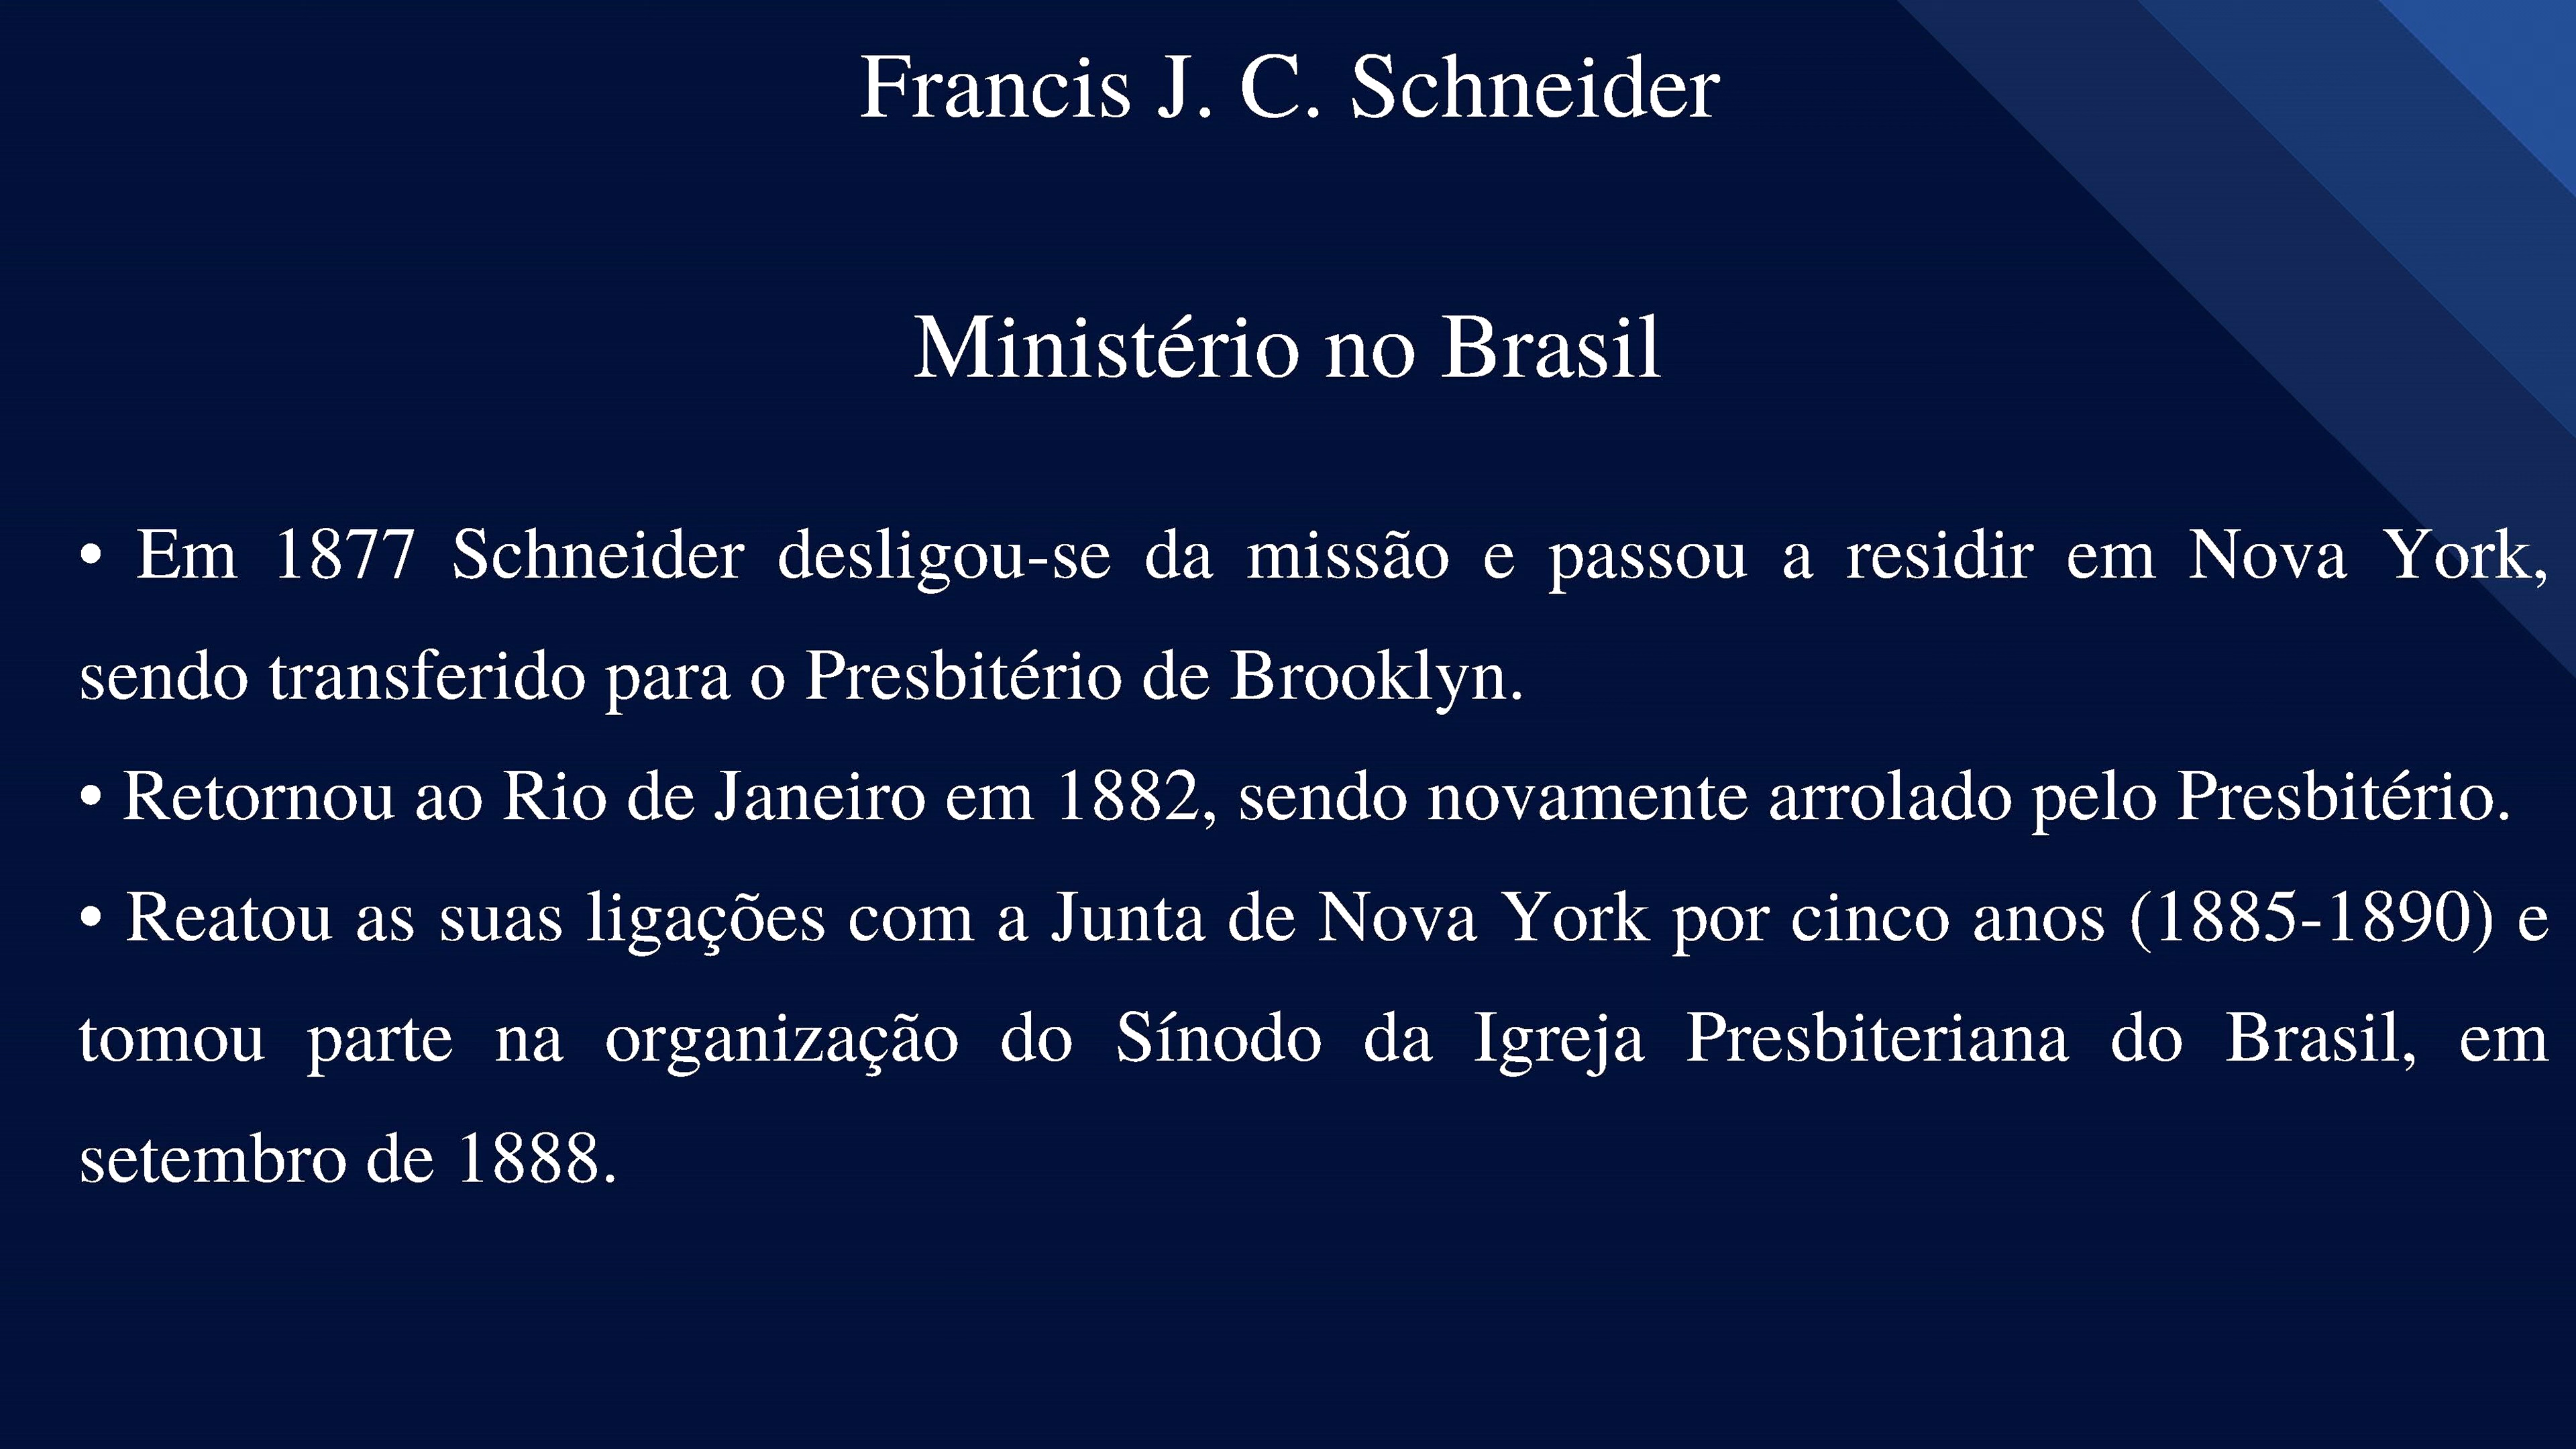 Francis J. C. Schneider
Ministério no Brasil
• Em 1877 Schneider desligou-se da missão e passou a residir em Nova York,
sendo transferido para o Presbitério de Brooklyn.
• Retornou ao Rio de Janeiro em 1882, sendo novamente arrolado pelo Presbitério.
• Reatou as suas ligações com a Junta de Nova York por cinco anos (1885-1890) e
tomou parte na organização do Sínodo da Igreja Presbiteriana do Brasil, em
setembro de 1888.